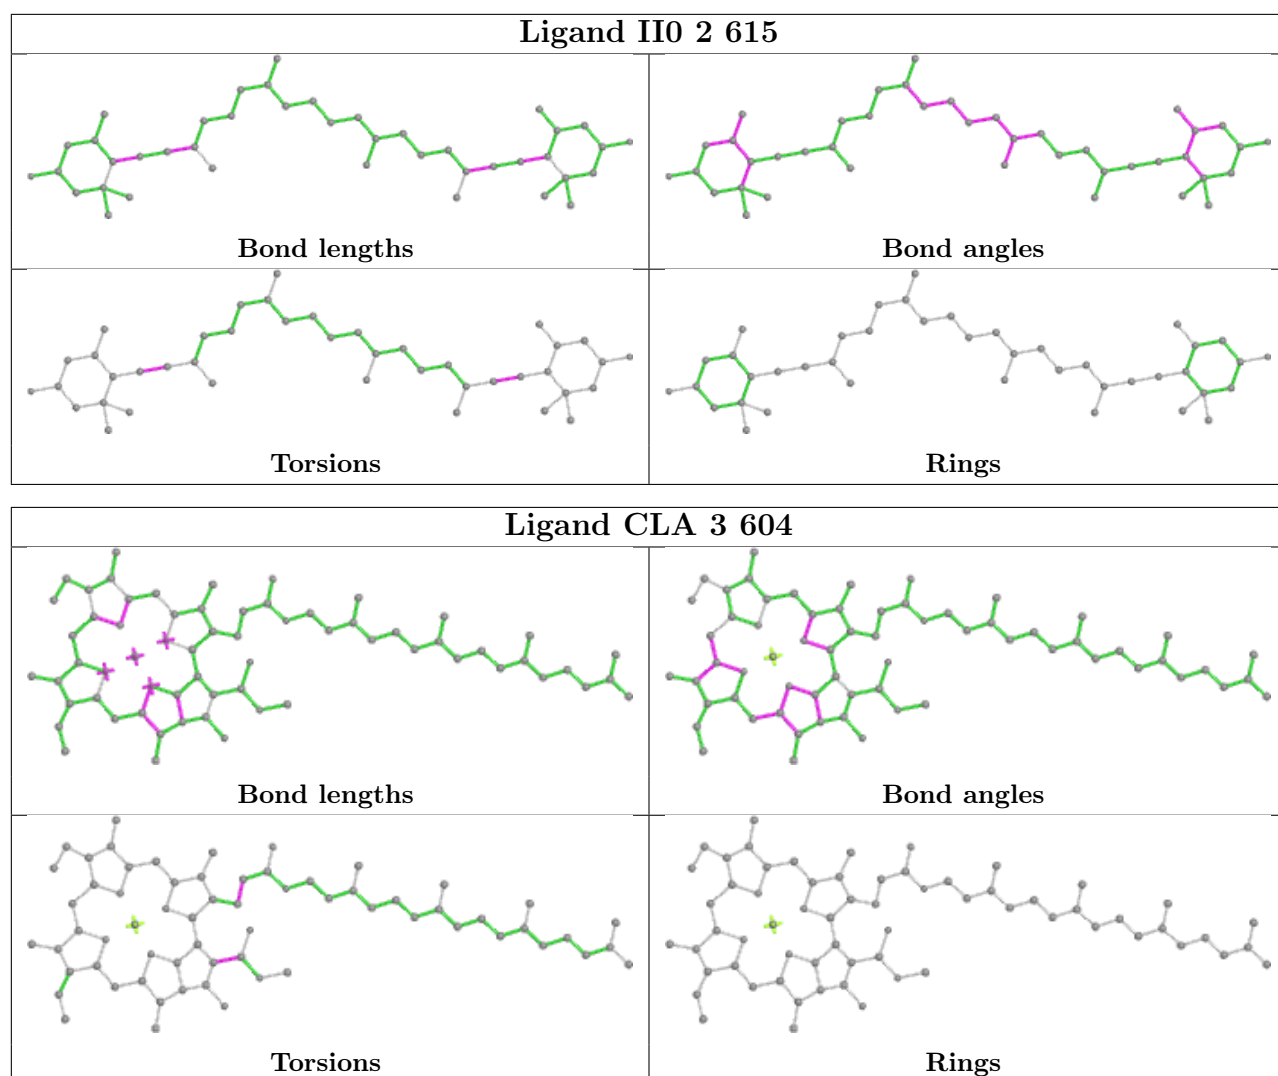 Ligand II0 2 615
Bond lengths
Bond angles
Torsions
Rings
Ligand CLA 3 604
Bond lengths
Bond angles
Torsions
Rings